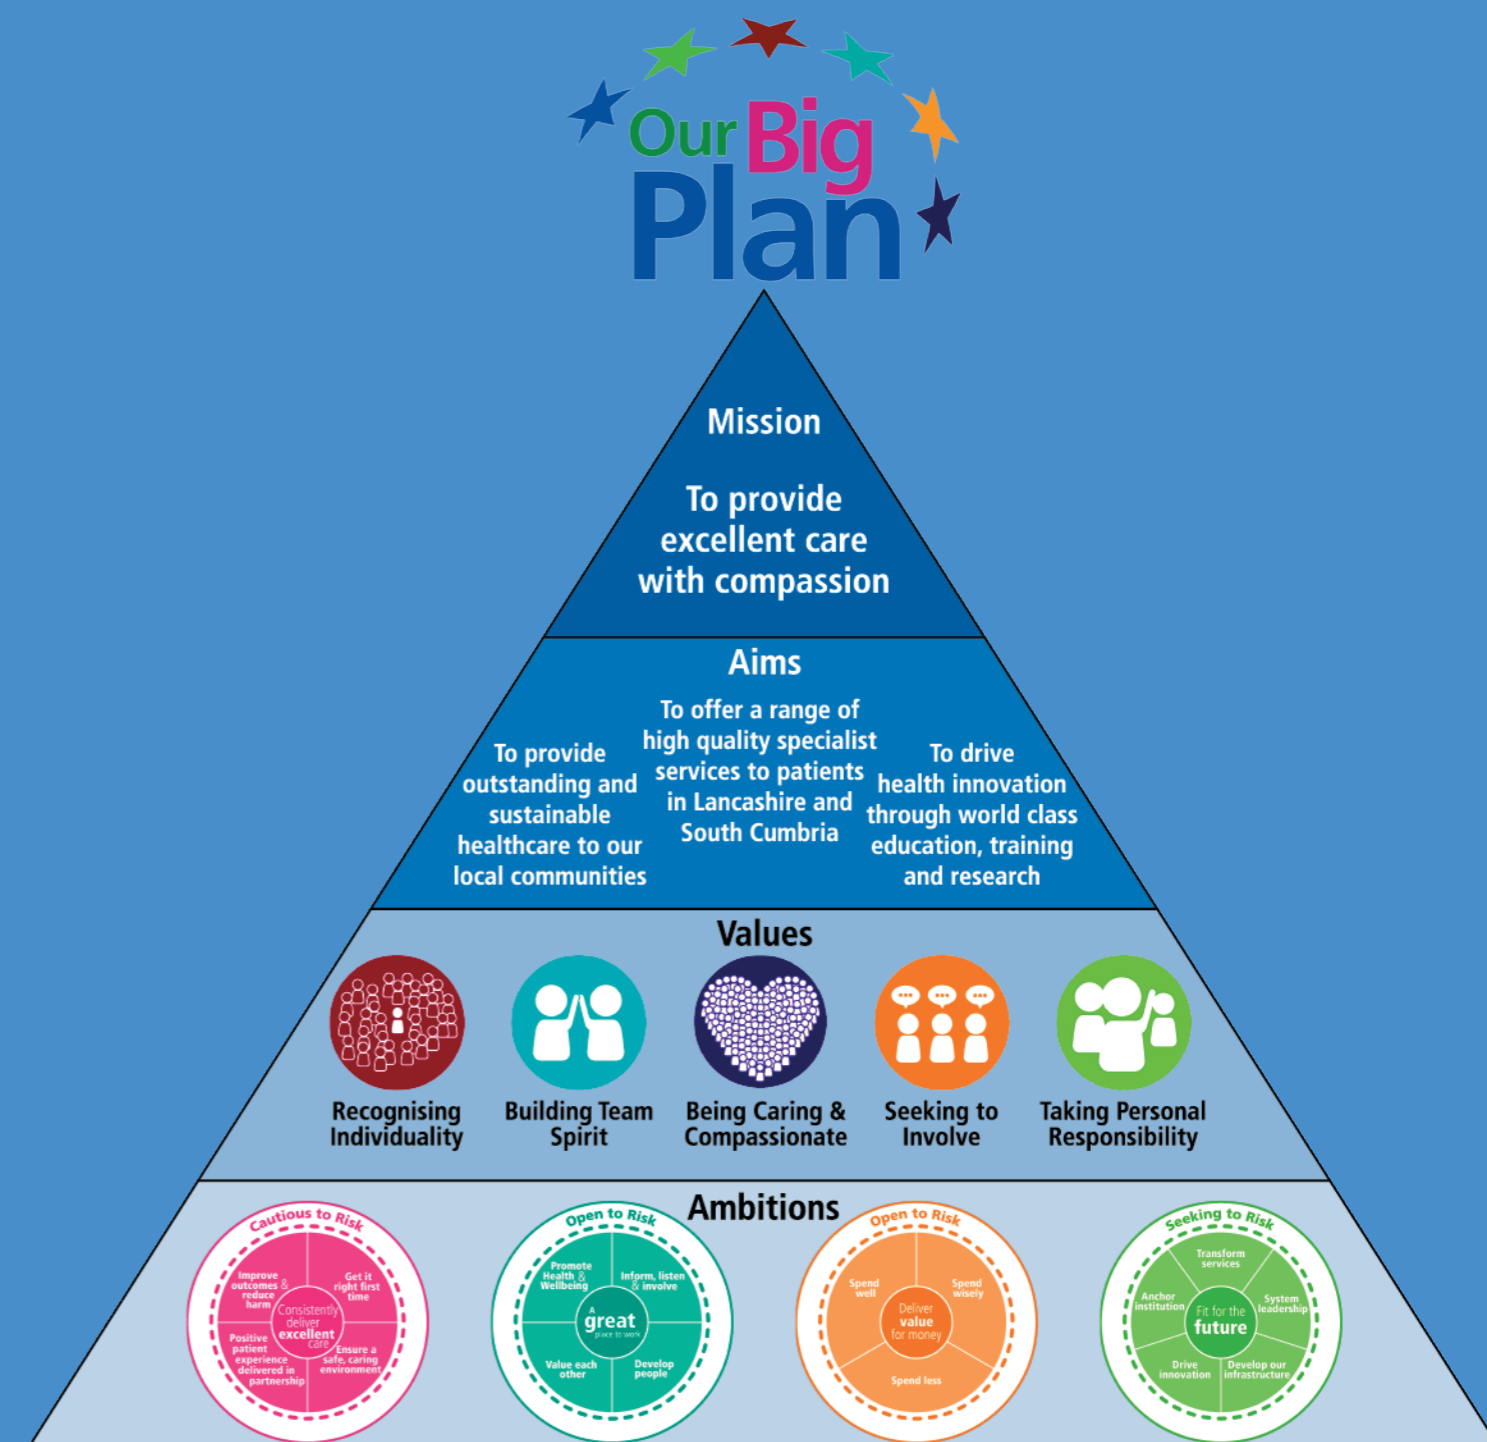 Our Big
Plan
Mission
To provide
excellent care
with compassion
Aims
To provide
outstanding and
sustainable
healthcare to our
local communities
To offer a range of
high quality specialist
services to patients
in Lancashire and
South Cumbria
To drive
health innovation
through world class
education, training
and research
Values
Recognising
Individuality
Building Team
Spirit
Being Caring &
Compassionate
Seeking to
Involve
Taking Personal
Responsibility
Ambitions
Cautious to Risk
Improve
outcomes &
reduce
harm
Get it
right first
time
Consistently
deliver
excellent
care
Positive
patient
experience
delivered in
partnership
Ensure a
safe, caring
environment
Open to Risk
Promote
Health &
Wellbeing
Inform, listen
& involve
A
great
place to work
Value each
other
Develop
people
Open to Risk
Spend
well
Spend
wisely
Deliver
value
for money
Spend less
Seeking to Risk
Transform
services
Anchor
institution
System
leadership
Fit for the
future
Drive
innovation
Develop our
infrastructure